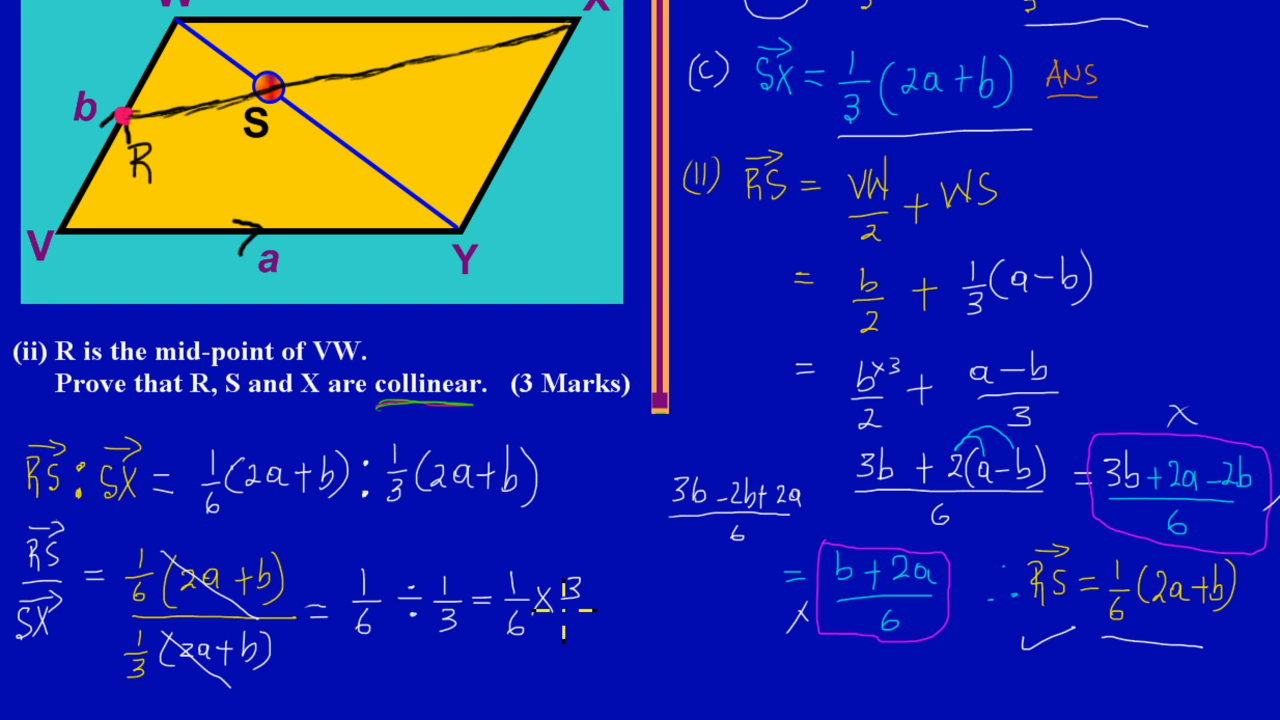 W X
b
S
R
V
a
Y
(ii) R is the mid-point of VW.
Prove that R, S and X are collinear. (3 Marks)
RS : SX = 1/6 (2a+b) : 1/3 (2a+b)
RS/SX = 1/6 (2a+b) / 1/3 (2a+b) = 1/6 ÷ 1/3 = 1/6 × 3
(c) SX = 1/3 (2a+b) ANS
(11) RS = VW/2 + WS
= b/2 + 1/3 (a-b)
= b×3/2 + a-b/3
x
3b + 2(a-b)/6 = 3b+2a-2b/6
3b-2b+2a/6
= b+2a/6 ∴ RS = 1/6 (2a+b)
x